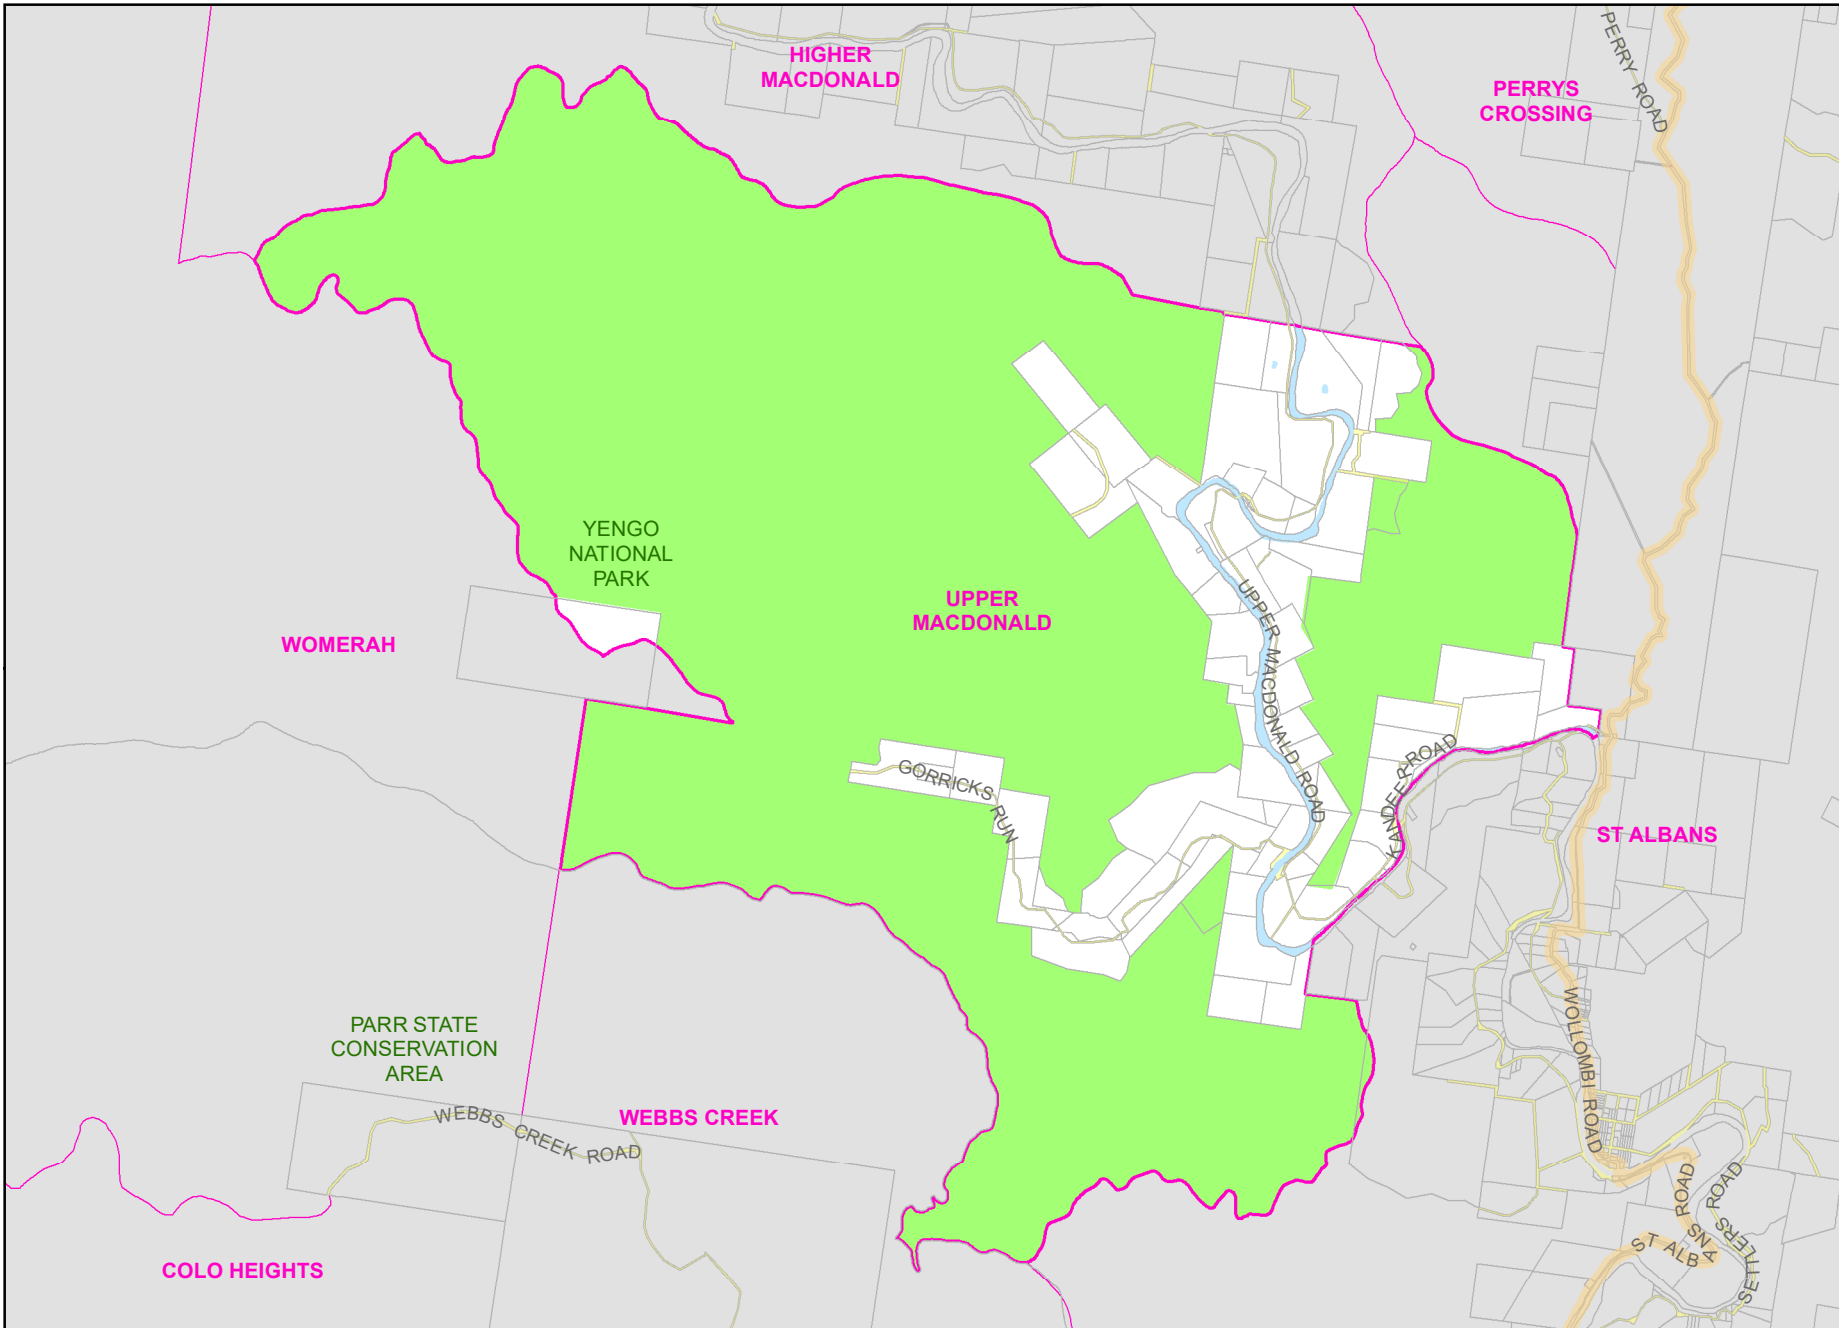 HIGHER
MACDONALD
PERRYS
CROSSING
PERRY ROAD
YENGO
NATIONAL
PARK
UPPER
MACDONALD
WOMERAH
UPPER MACDONALD ROAD
GORRICKS RUN
KANDEER ROAD
ST ALBANS
PARR STATE
CONSERVATION
AREA
WEBBS CREEK
WEBBS CREEK ROAD
WOLLOMBI ROAD
ST ALBANS ROAD
SETTLERS ROAD
COLO HEIGHTS